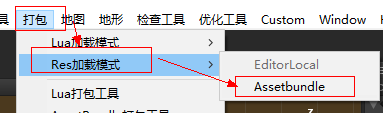 打包 地图 地形 检查工具 优化工具 Custom Window
Lua加载模式
Res加载模式
EditorLocal
Assetbundle
Lua打包工具